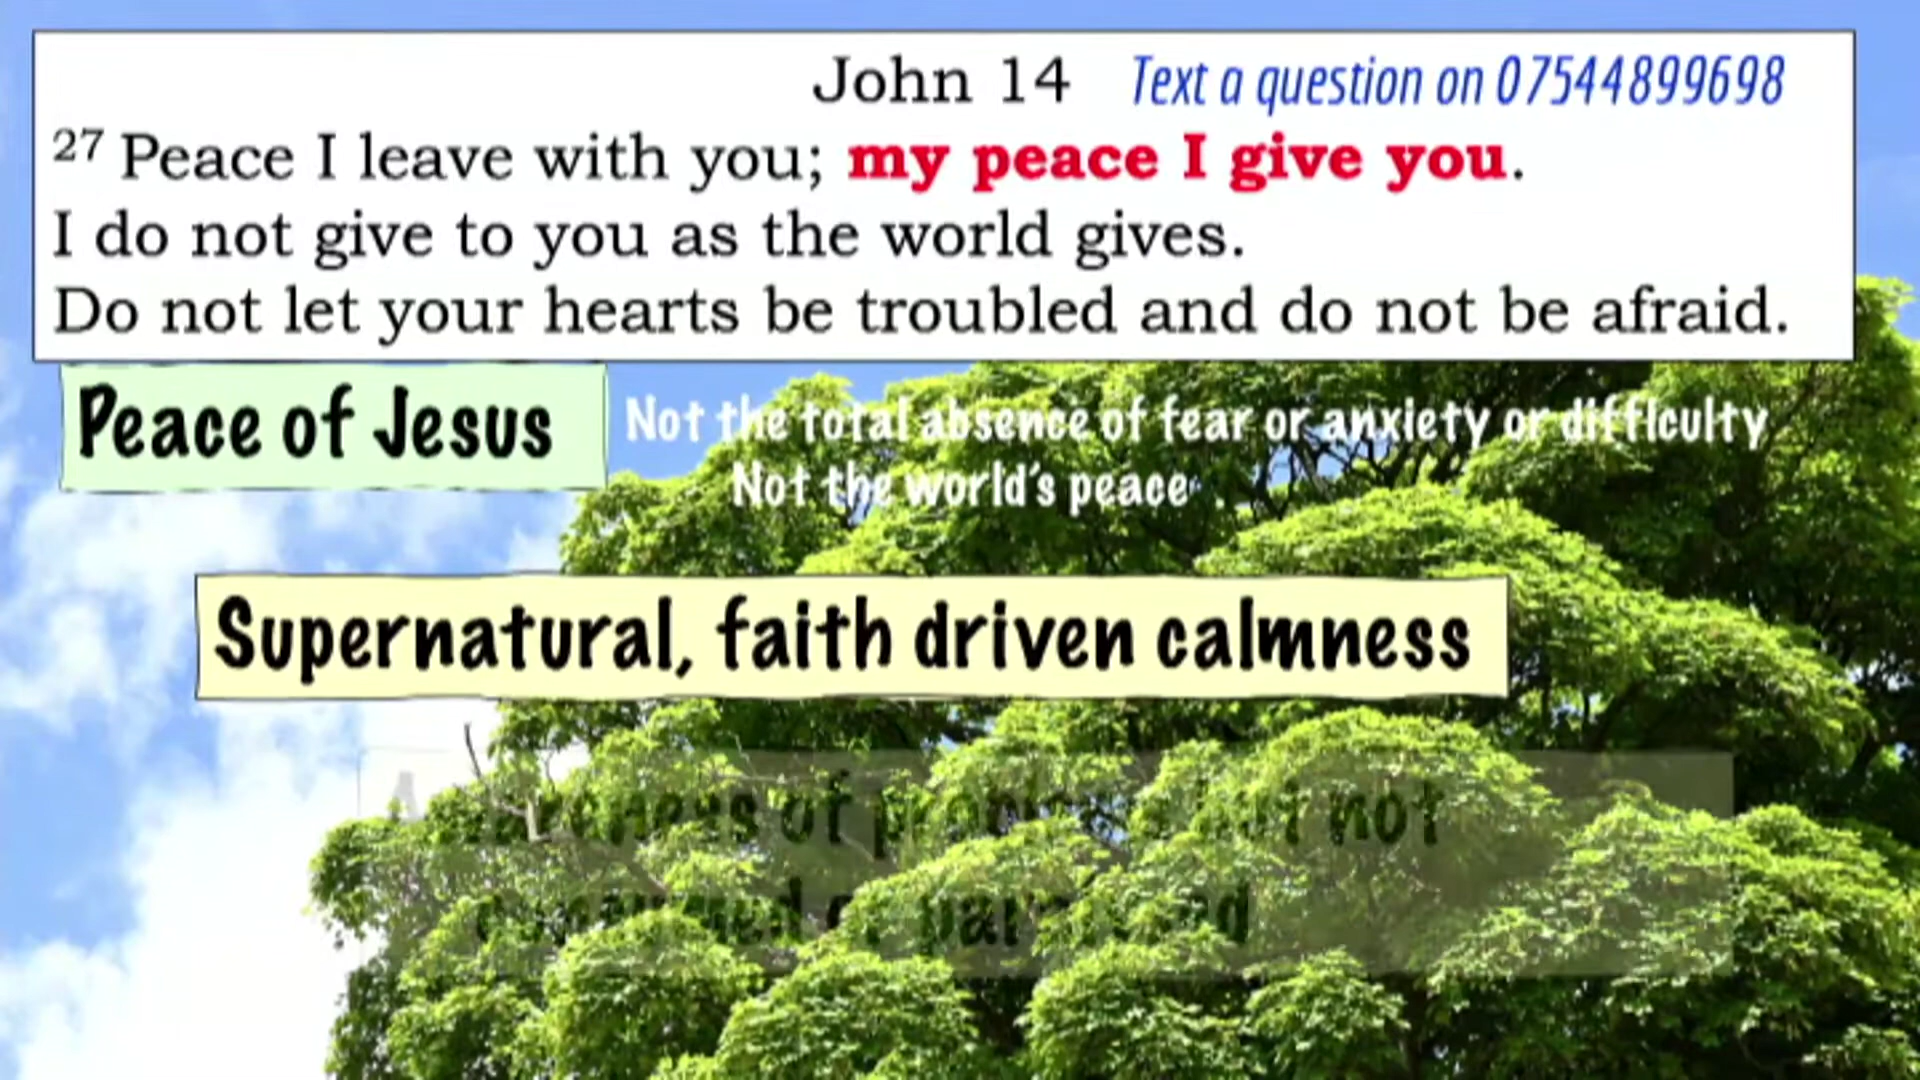 John 14 Text a question on 07544899698
27 Peace I leave with you; my peace I give you.
I do not give to you as the world gives.
Do not let your hearts be troubled and do not be afraid.
Peace of Jesus
Not the total absence of fear or anxiety or difficulty
Not the world's peace
Supernatural, faith driven calmness
of but not